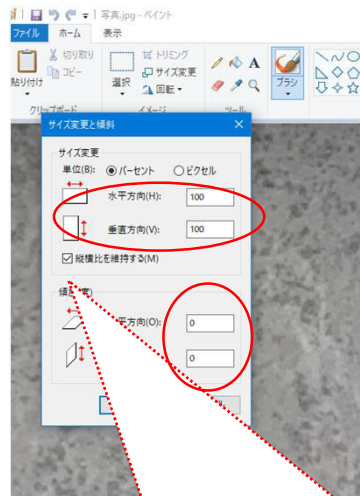 写真.jpg - ペイント
ファイル ホーム 表示
貼り付け
切り取り
コピー
選択
トリミング
サイズ変更
回転
A
ブラシ
クリップボード イメージ ツール
サイズ変更と傾斜
サイズ変更
単位(B): パーセント ピクセル
水平方向(H): 100
垂直方向(V): 100
縦横比を維持する(M)
平方向(O): 0
0